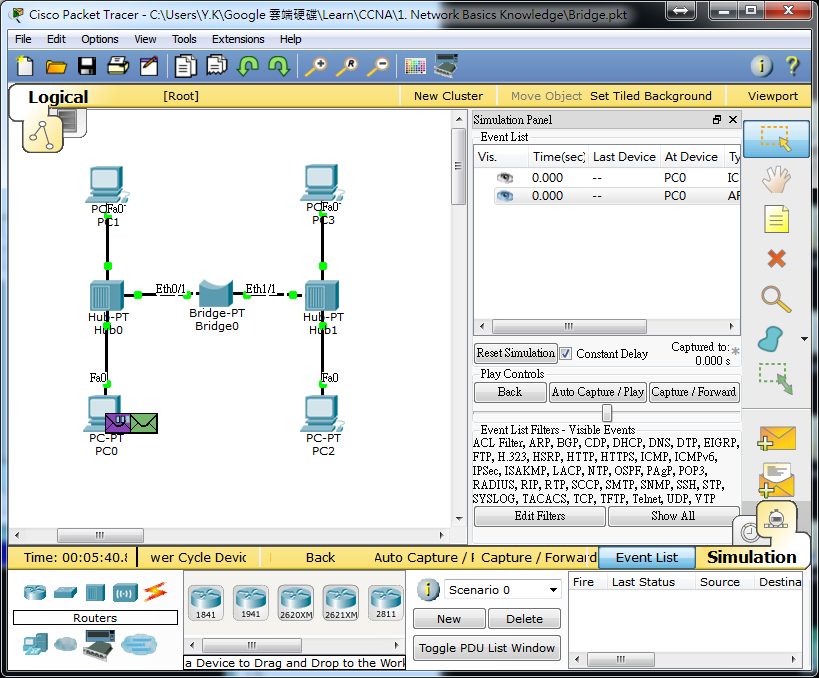 Cisco Packet Tracer - C:\Users\Y.K\Google 雲端硬碟\Learn\CCNA\1. Network Basics Knowledge\Bridge.pkt
File Edit Options View Tools Extensions Help
Logical [Root] New Cluster Move Object Set Tiled Background Viewport
Simulation Panel
Event List
Vis. Time(sec) Last Device At Device Ty
0.000 -- PC0 IC
0.000 -- PC0 AR
Fa0
PC1
Fa0
PC3
Eth0/1
Eth1/1
Hub-PT
Hub0
Bridge-PT
Bridge0
Hub-PT
Hub1
Fa0
Fa0
PC-PT
PC0
PC-PT
PC2
Reset Simulation Constant Delay Captured to:
0.000 s
Play Controls
Back Auto Capture / Play Capture / Forward
Event List Filters - Visible Events
ACL Filter, ARP, BGP, CDP, DHCP, DNS, DTP, EIGRP,
FTP, H.323, HSRP, HTTP, HTTPS, ICMP, ICMPv6,
IPSec, ISAKMP, LACP, NTP, OSPF, PAgP, POP3,
RADIUS, RIP, RTP, SCCP, SMTP, SNMP, SSH, STP,
SYSLOG, TACACS, TCP, TFTP, Telnet, UDP, VTP
Edit Filters Show All
Time: 00:05:40.8 wer Cycle Devic Back Auto Capture / F Capture / Forward Event List Simulation
Routers
1841 1941 2620XM 2621XM 2811
a Device to Drag and Drop to the Work
Scenario 0
New Delete
Toggle PDU List Window
Fire Last Status Source Destina